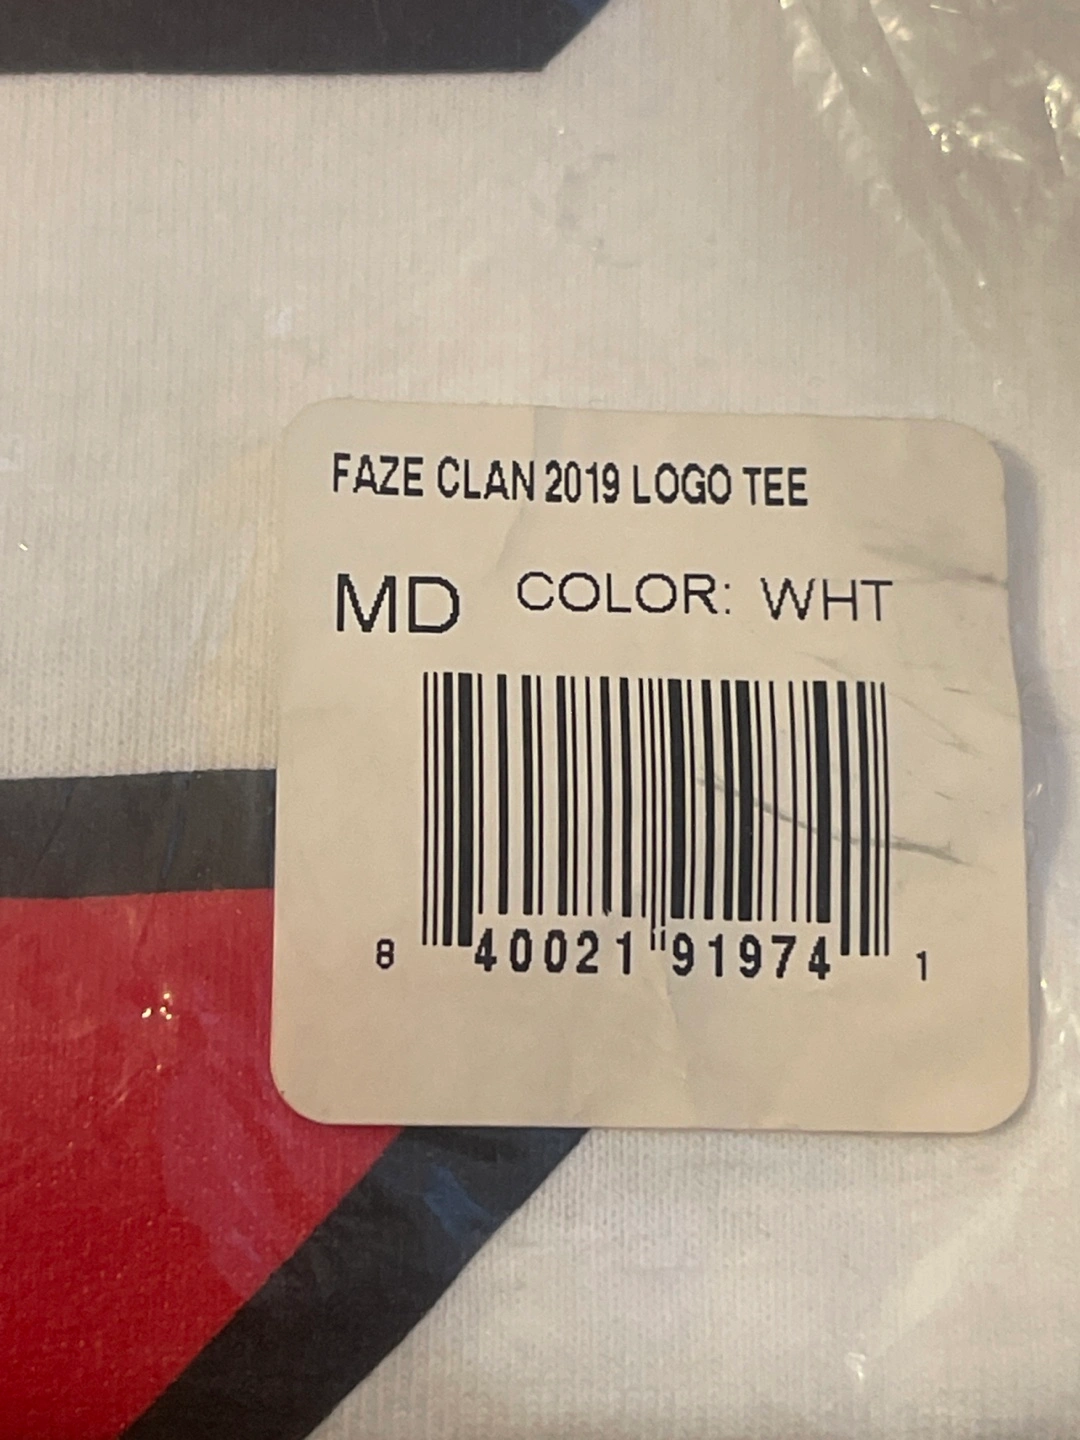 FAZE CLAN 2019 LOGO TEE
MD COLOR: WHT
8 40021 91974 1